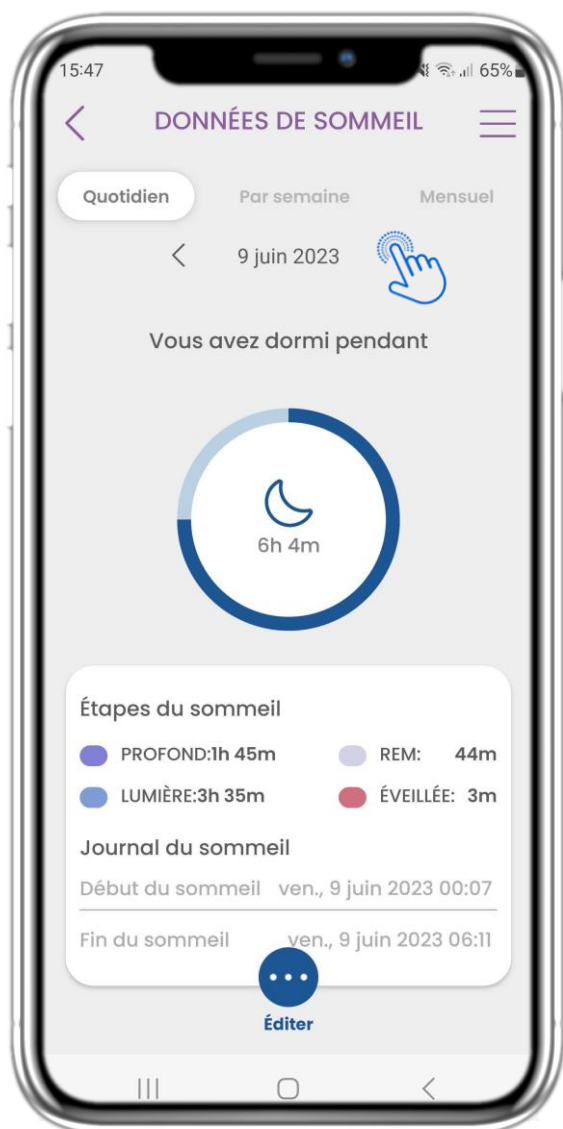 15:47 65%
DONNÉES DE SOMMEIL
Quotidien Par semaine Mensuel
9 juin 2023
Vous avez dormi pendant
6h 4m
Étapes du sommeil
PROFOND:1h 45m REM: 44m
LUMIÈRE:3h 35m ÉVEILLÉE: 3m
Journal du sommeil
Début du sommeil ven., 9 juin 2023 00:07
Fin du sommeil ven., 9 juin 2023 06:11
Éditer